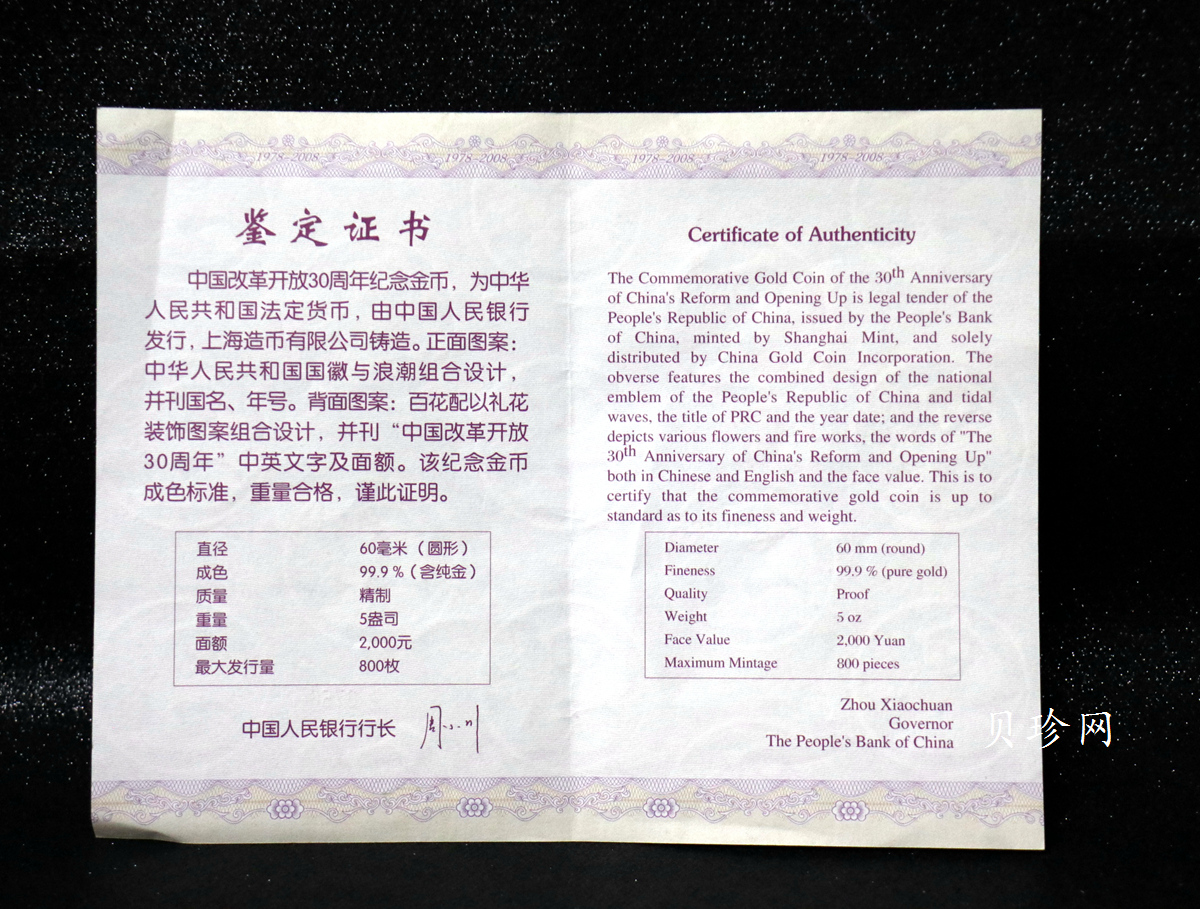 1978-2008
1978-2008
1978-2008
1978-2008
鉴定证书
中国改革开放30周年纪念金币，为中华
人民共和国法定货币，由中国人民银行
发行，上海造币有限公司铸造。正面图案：
中华人民共和国国徽与浪潮组合设计，
并刊国名、年号。背面图案：百花配以礼花
装饰图案组合设计，并刊“中国改革开放
30周年”中英文字及面额。该纪念金币
成色标准，重量合格，谨此证明。
直径 60毫米（圆形）
成色 99.9％（含纯金）
质量 精制
重量 5盎司
面额 2,000元
最大发行量 800枚
中国人民银行行长 周小川
Certificate of Authenticity
The Commemorative Gold Coin of the 30th Anniversary
of China's Reform and Opening Up is legal tender of the
People's Republic of China, issued by the People's Bank
of China, minted by Shanghai Mint, and solely
distributed by China Gold Coin Incorporation. The
obverse features the combined design of the national
emblem of the People's Republic of China and tidal
waves, the title of PRC and the year date; and the reverse
depicts various flowers and fire works, the words of "The
30th Anniversary of China's Reform and Opening Up"
both in Chinese and English and the face value. This is to
certify that the commemorative gold coin is up to
standard as to its fineness and weight.
Diameter 60 mm (round)
Fineness 99.9 % (pure gold)
Quality Proof
Weight 5 oz
Face Value 2,000 Yuan
Maximum Mintage 800 pieces
Zhou Xiaochuan
Governor
The People's Bank of China
贝珍网